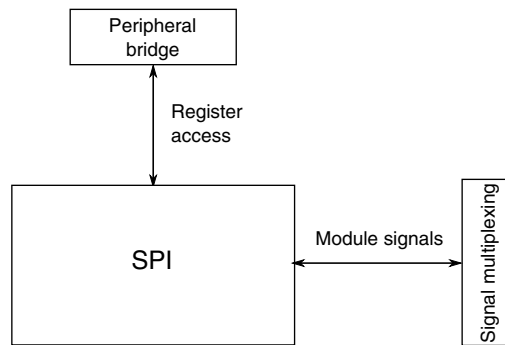 Peripheral
bridge
Register
access
SPI
Module signals
Signal multiplexing